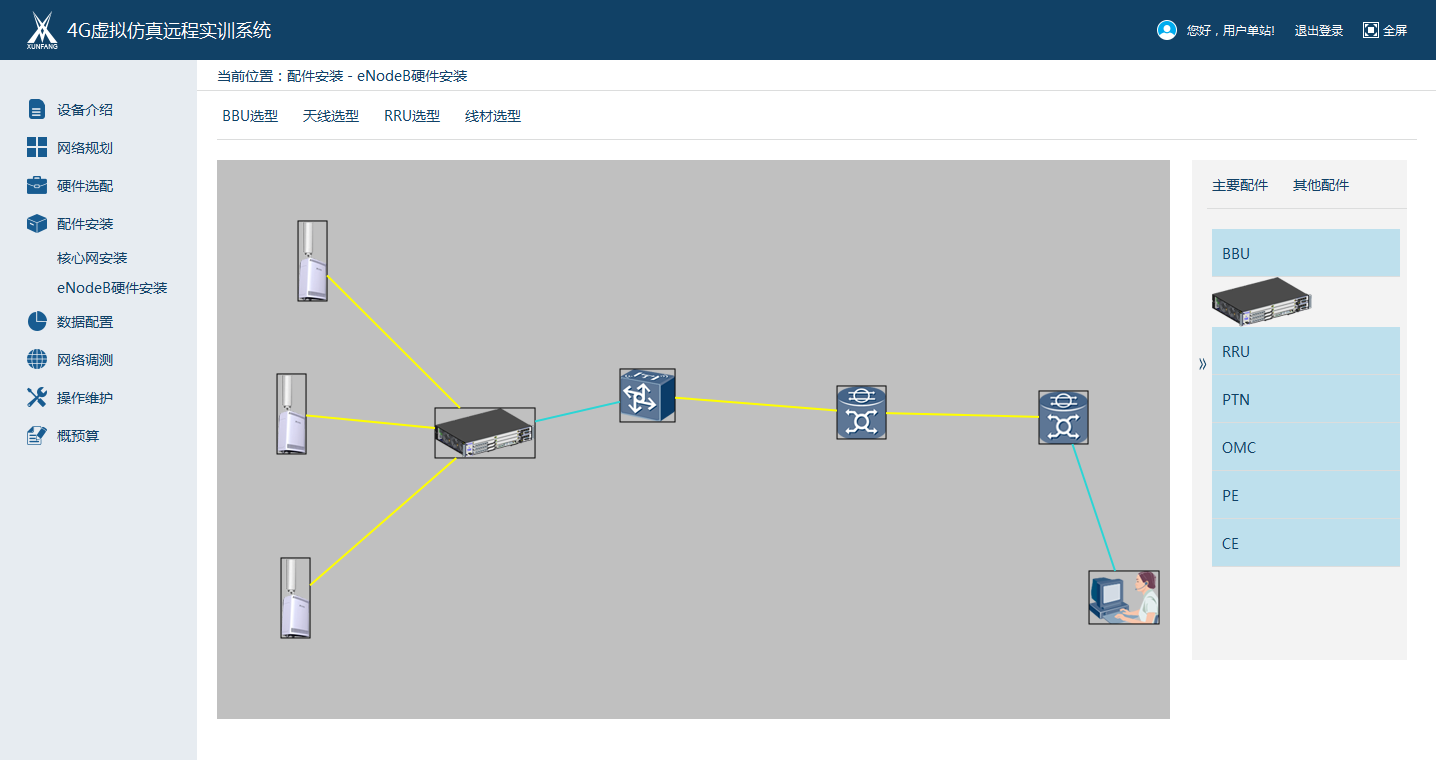 XUNFANG
4G虚拟仿真远程实训系统
您好，用户单站!
退出登录
全屏
当前位置：配件安装 - eNodeB硬件安装
BBU选型
天线选型
RRU选型
线材选型
设备介绍
网络规划
硬件选配
配件安装
核心网安装
eNodeB硬件安装
数据配置
网络调测
操作维护
概预算
主要配件
其他配件
BBU
RRU
PTN
OMC
PE
CE